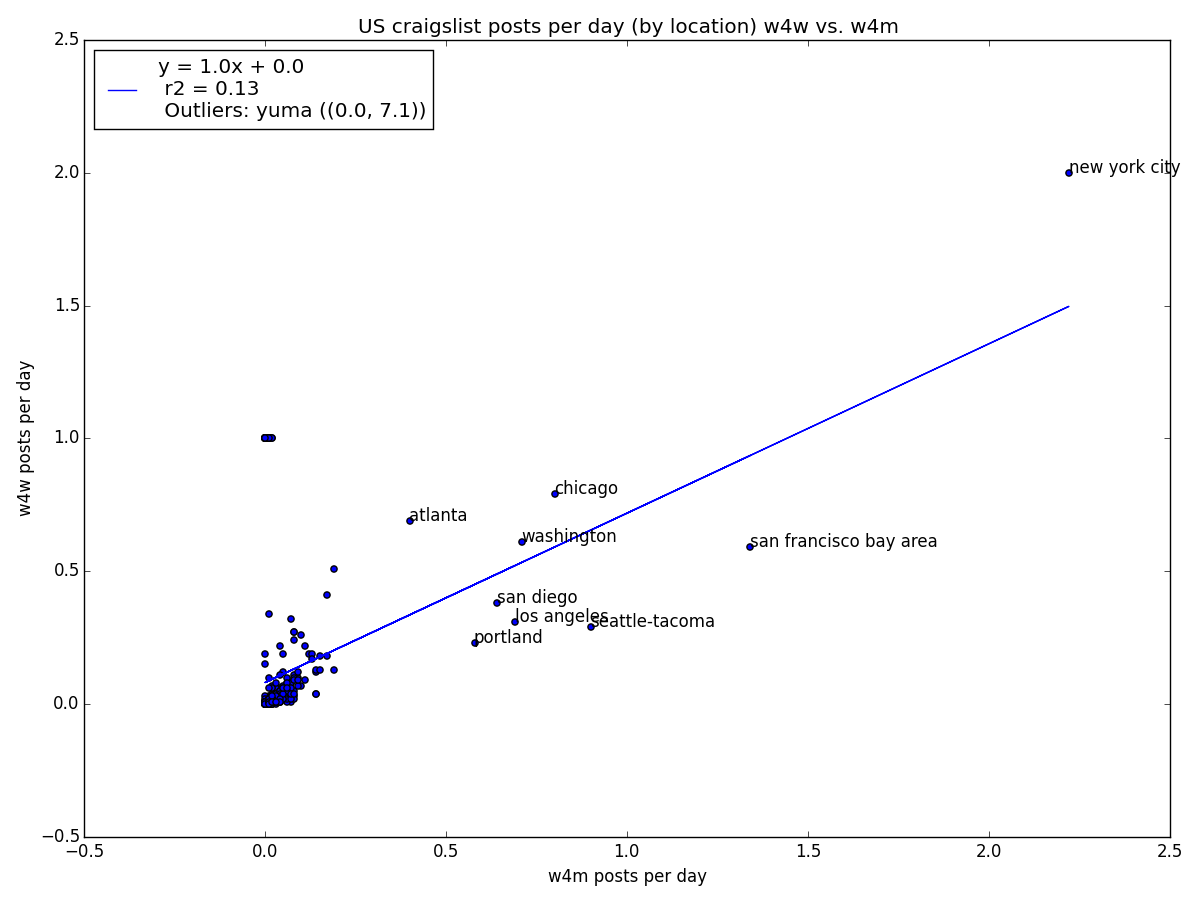 US craigslist posts per day (by location) w4w vs. w4m
2.5
y = 1.0x + 0.0
r2 = 0.13
Outliers: yuma ((0.0, 7.1))
new york city
2.0
1.5
1.0
chicago
atlanta
washington
san francisco bay area
0.5
san diego
los angeles
seattle-tacoma
portland
0.0
−0.5
w4w posts per day
−0.5
0.0
0.5
1.0
1.5
2.0
2.5
w4m posts per day